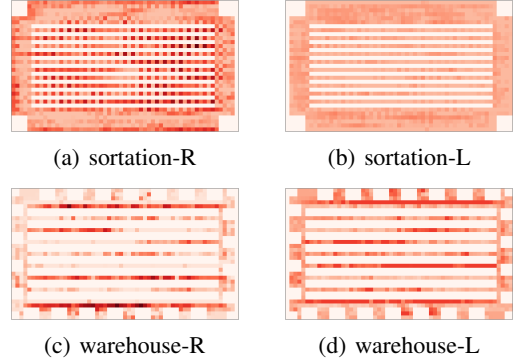 (a) sortation-R
(b) sortation-L
(c) warehouse-R
(d) warehouse-L